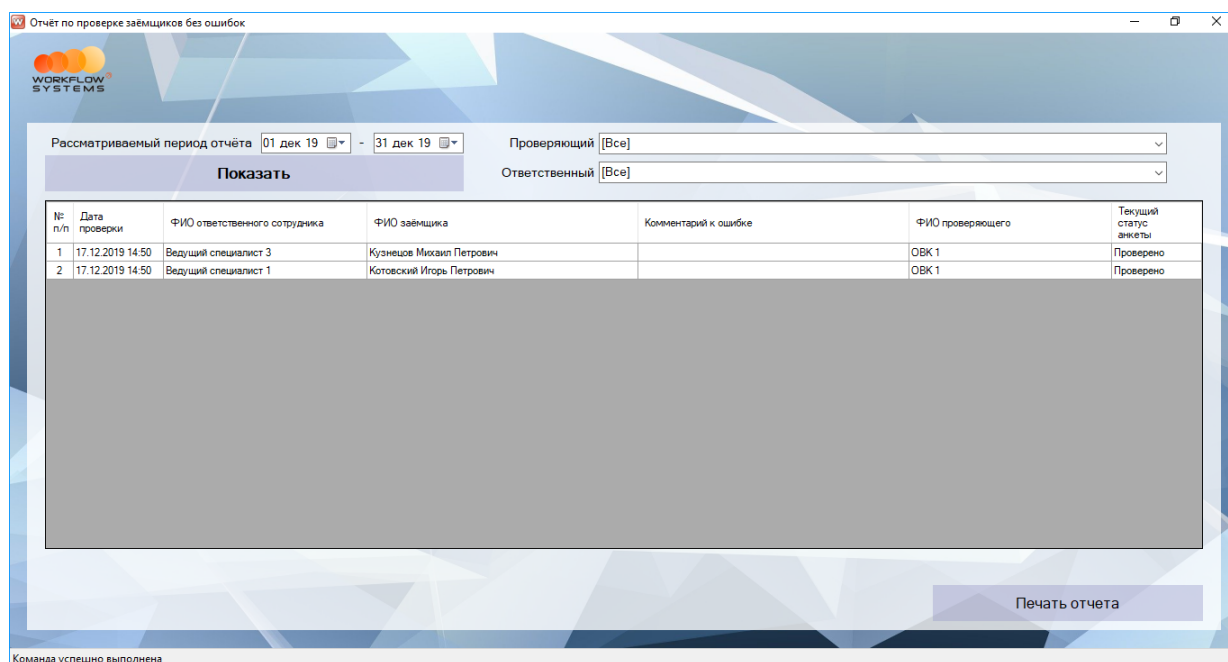 Отчёт по проверке заёмщиков без ошибок
WORKFLOW
SYSTEMS
Рассматриваемый период отчёта 01 дек 19 - 31 дек 19 Проверяющий [Все]
Показать Ответственный [Все]
№ п/п Дата проверки ФИО ответственного сотрудника ФИО заёмщика Комментарий к ошибке ФИО проверяющего Текущий статус анкеты
1 17.12.2019 14:50 Ведущий специалист 3 Кузнецов Михаил Петрович ОВК 1 Проверено
2 17.12.2019 14:50 Ведущий специалист 1 Котовский Игорь Петрович ОВК 1 Проверено
Печать отчета
Команда успешно выполнена